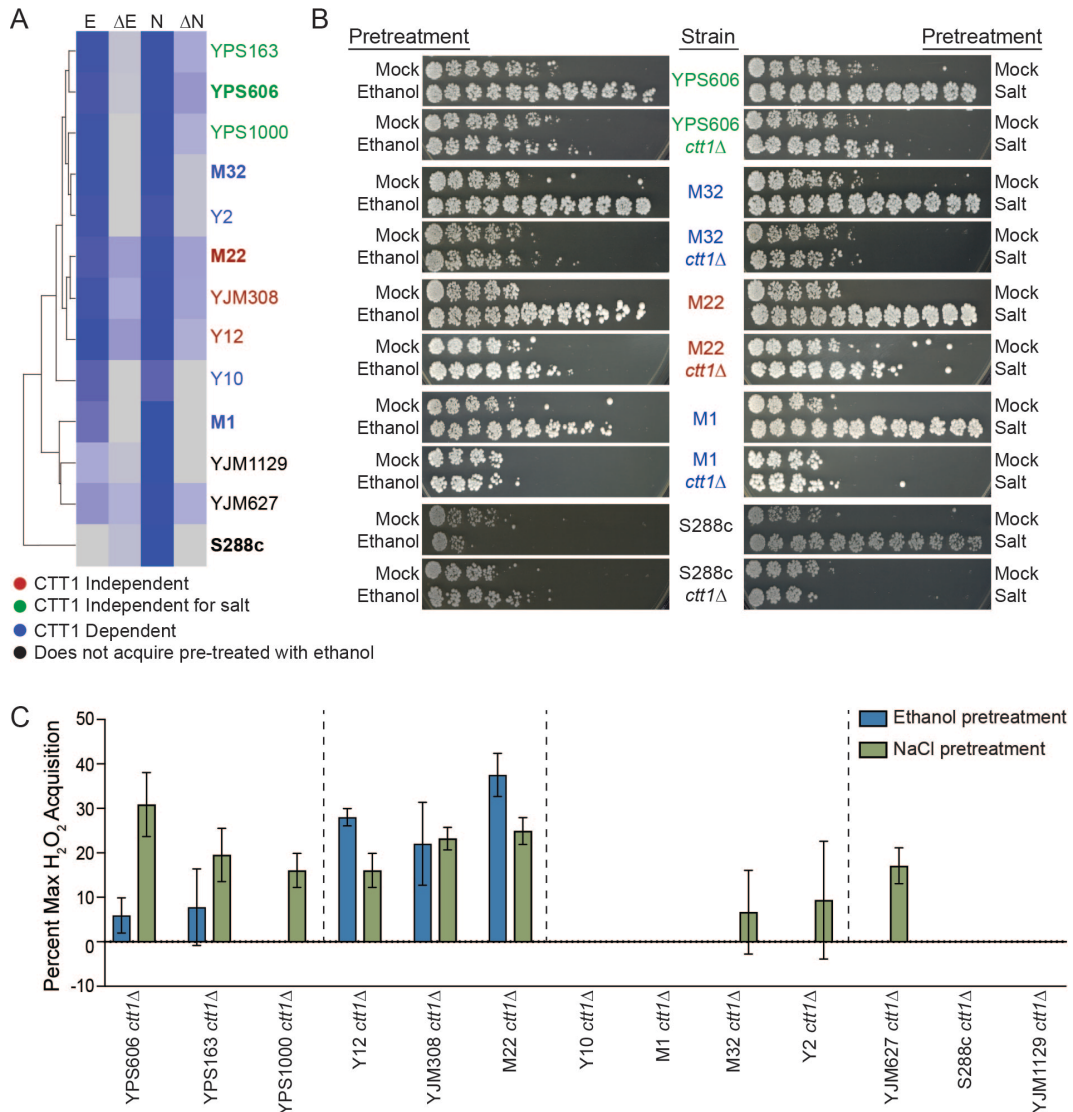 A
E ΔE N ΔN
YPS163
YPS606
YPS1000
M32
Y2
M22
YJM308
Y12
Y10
M1
YJM1129
YJM627
S288c
CTT1 Independent
CTT1 Independent for salt
CTT1 Dependent
Does not acquire pre-treated with ethanol
B
Pretreatment Strain Pretreatment
Mock Mock
Ethanol YPS606 Salt
Mock YPS606 Mock
Ethanol ctt1Δ Salt
Mock Mock
Ethanol M32 Salt
Mock M32 Mock
Ethanol ctt1Δ Salt
Mock Mock
Ethanol M22 Salt
Mock M22 Mock
Ethanol ctt1Δ Salt
Mock Mock
Ethanol M1 Salt
Mock M1 Mock
Ethanol ctt1Δ Salt
Mock Mock
Ethanol S288c Salt
Mock S288c Mock
Ethanol ctt1Δ Salt
C
Percent Max H2O2 Acquisition
50
40
30
20
10
0
-10
Ethanol pretreatment
NaCl pretreatment
YPS606 ctt1Δ
YPS163 ctt1Δ
YPS1000 ctt1Δ
Y12 ctt1Δ
YJM308 ctt1Δ
M22 ctt1Δ
Y10 ctt1Δ
M1 ctt1Δ
M32 ctt1Δ
Y2 ctt1Δ
YJM627 ctt1Δ
S288c ctt1Δ
YJM1129 ctt1Δ